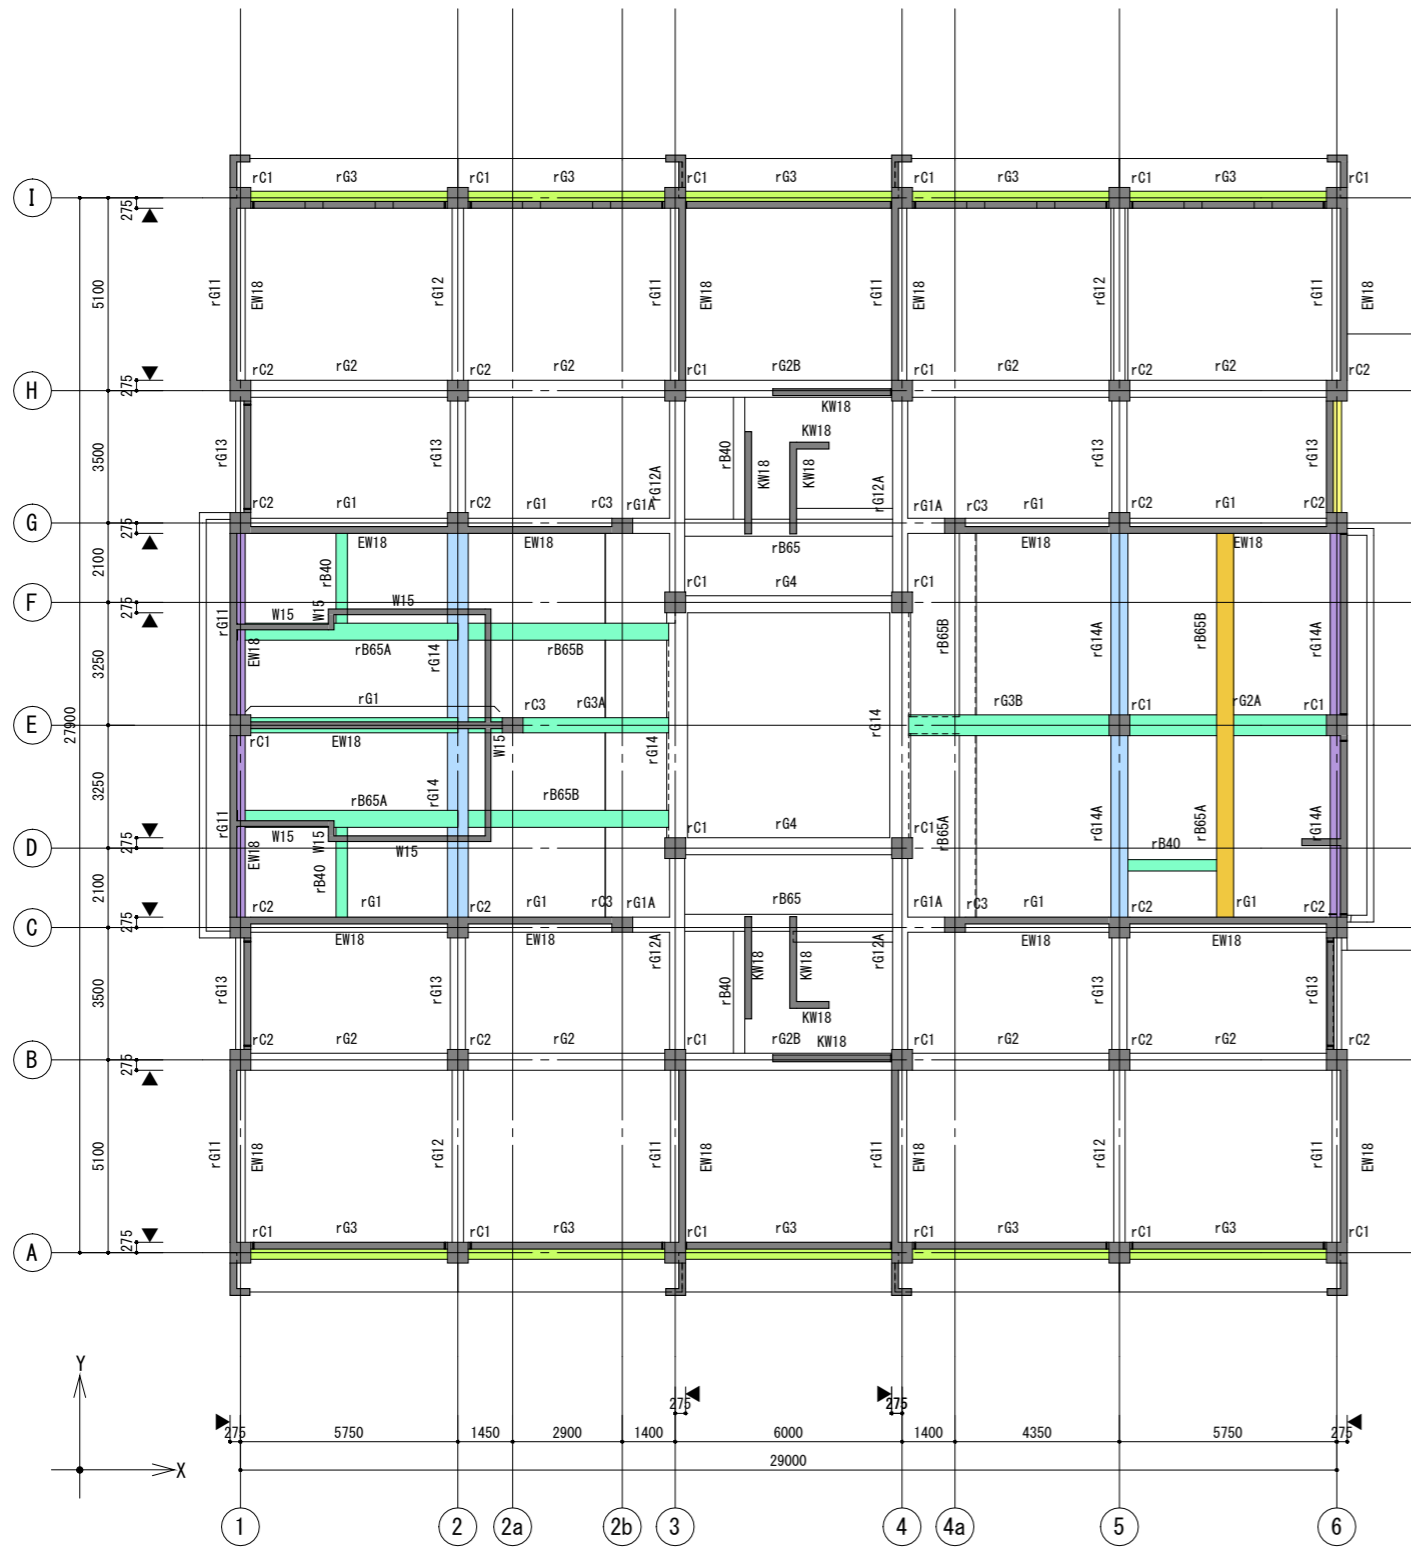 rC1 rG3 rC1 rG3 rC1 rG3 rC1 rG3 rC1 rG3 rC1
I
275
5100
rG11 EW18 rG12 rG11 EW18 rG11 EW18 rG12 rG11 EW18
rC2 rG2 rC2 rG2 rC1 rG2B rC1 rG2 rC2 rG2 rC2
H
275
KW18
KW18
3500
rG13 rG13 rG12A rB40 KW18 KW18 rG12A rG13 rG13
rC2 rG1 rC2 rG1 rC3 rG1A rG1A rC3 rG1 rC2 rG1 rC2
G
275
EW18 EW18 rB65 EW18 EW18
2100
rB40
rC1 rG4 rC1
F
275
W15 W15 W15
rG11 EW18 rB65A rG14 rB65B rB65B rG14A rB65B rG14A
3250
rG1 rC3 rG3A rG14 rG3B rC1 rG2A rC1
E
27900
rC1 EW18 W15 rG14
3250
rB65A rG14 rB65B
rG11 EW18 W15 W15 W15 rC1 rG4 rC1 rB65A rG14A rB65A rG14A
D
275
rB40 rB40
2100
rC2 rG1 rC2 rG1 rC3 rG1A rB65 rG1A rC3 rG1 rC2 rG1 rC2
C
275
EW18 EW18 EW18 EW18
3500
rG13 rG13 rG12A rB40 KW18 KW18 rG12A rG13 rG13
KW18
rC2 rG2 rC2 rG2 rC1 rG2B KW18 rC1 rG2 rC2 rG2 rC2
B
275
5100
rG11 EW18 rG12 rG11 EW18 rG11 EW18 rG12 rG11 EW18
rC1 rG3 rC1 rG3 rC1 rG3 rC1 rG3 rC1 rG3 rC1
A
275
Y
X
275 275
275 5750 1450 2900 1400 6000 1400 4350 5750 275
29000
1 2 2a 2b 3 4 4a 5 6